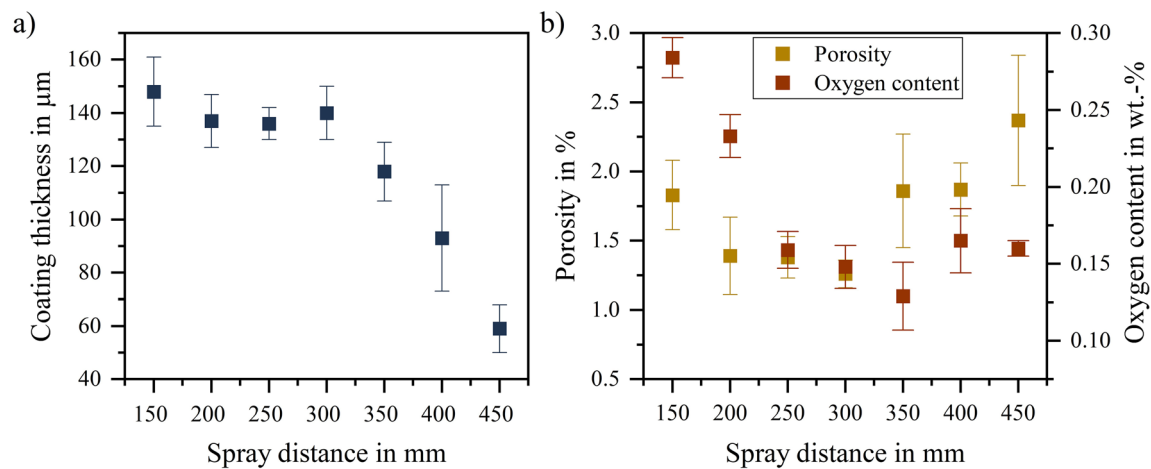 a)
160
140
120
100
80
60
40
Coating thickness in µm
150 200 250 300 350 400 450
Spray distance in mm
b)
3.0
2.5
2.0
1.5
1.0
0.5
Porosity in %
Porosity
Oxygen content
0.30
0.25
0.20
0.15
0.10
Oxygen content in wt.-%
150 200 250 300 350 400 450
Spray distance in mm